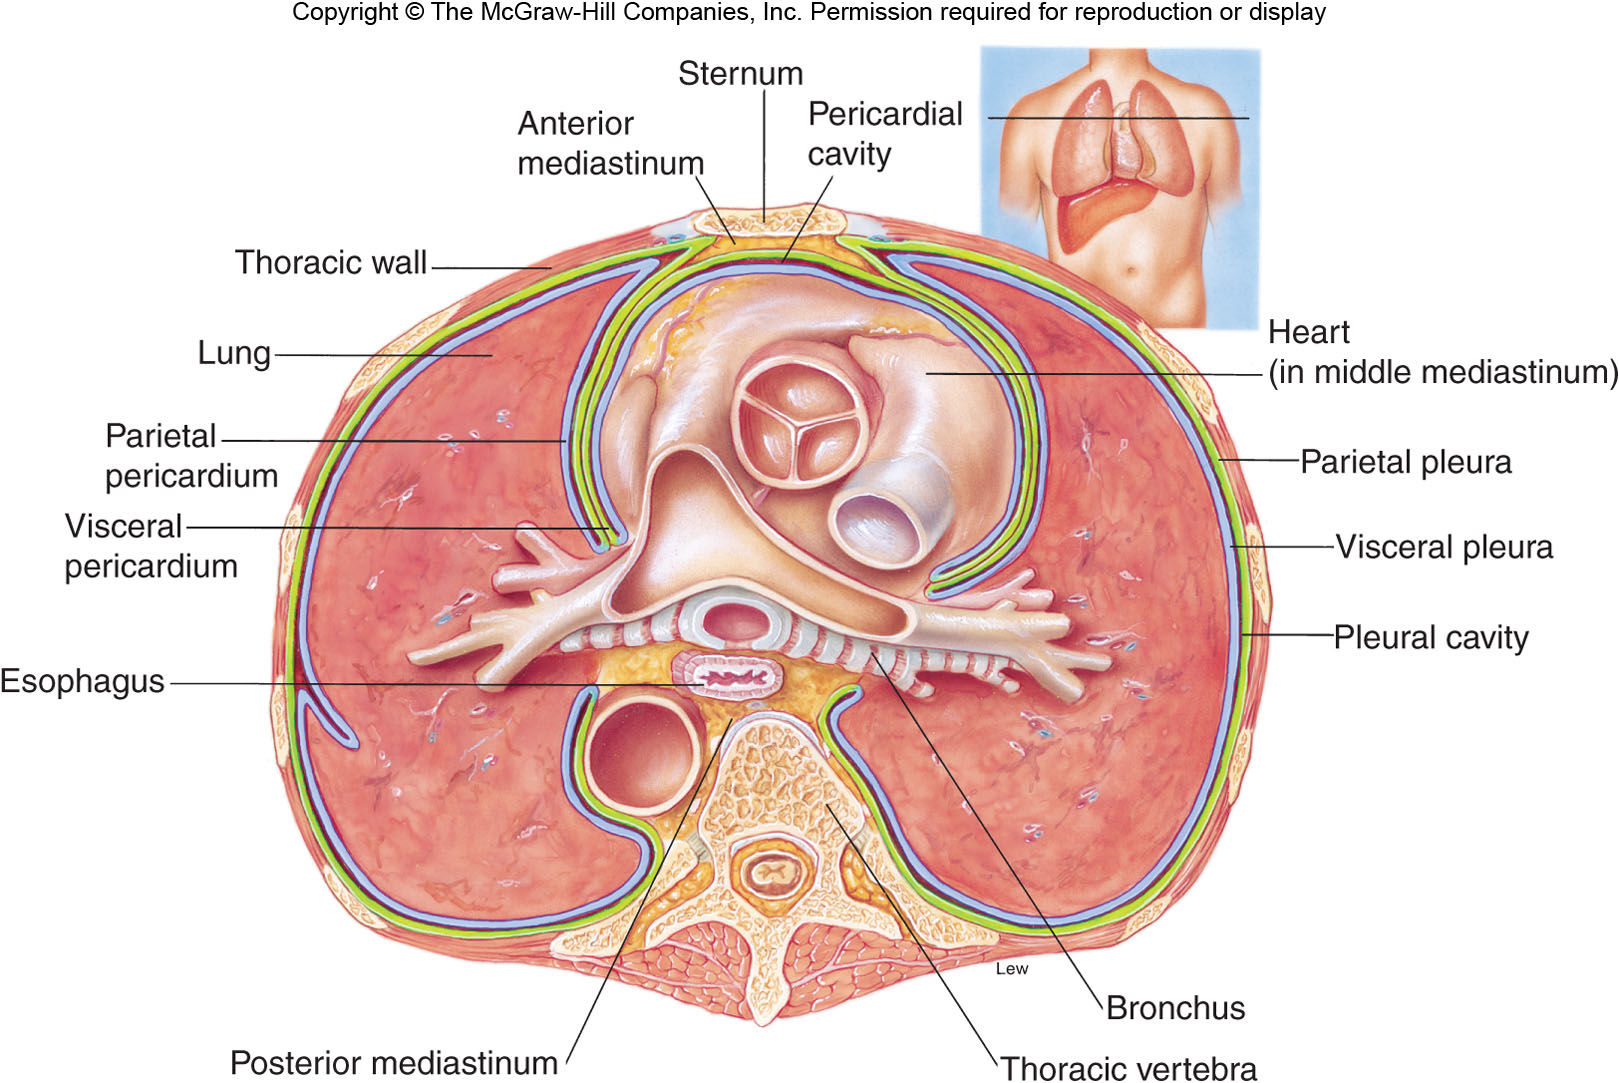 Copyright © The McGraw-Hill Companies, Inc. Permission required for reproduction or display
Sternum
Anterior
mediastinum
Pericardial
cavity
Thoracic wall
Lung
Heart
(in middle mediastinum)
Parietal
pericardium
Parietal pleura
Visceral
pericardium
Visceral pleura
Pleural cavity
Esophagus
Lew
Bronchus
Posterior mediastinum
Thoracic vertebra